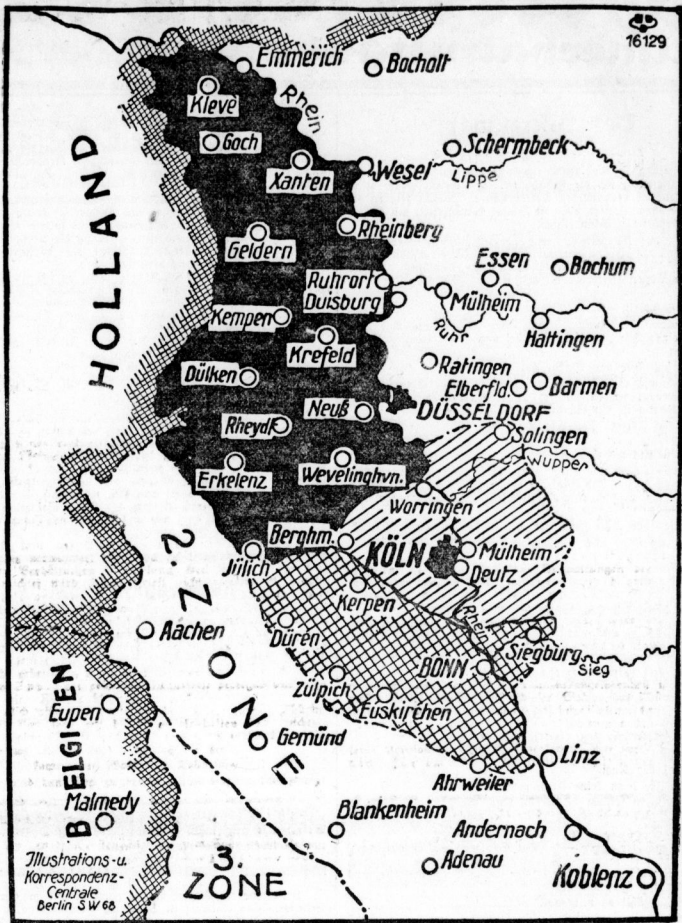 16129
Emmerich
Bocholt
Kleve
Rhein
Goch
Schermbeck
Xanten
Wesel
Lippe
HOLLAND
Geldern
Rheinberg
Essen
Bochum
Ruhrort
Duisburg
Mülheim
Kempen
Ruhr
Hattingen
Krefeld
Ratingen
Dülken
Elberfld.
Barmen
Neuß
DÜSSELDORF
Rheydt
Solingen
Wupper
Erkelenz
Wevelinghvn.
Worringen
2. ZONE
Berghm.
KÖLN
Mülheim
Jülich
Deutz
Kerpen
Rhein
Aachen
Düren
Siegburg
BONN
Sieg
Zülpich
BELGIEN
Eupen
Euskirchen
Gemünd
Linz
Ahrweiler
Malmedy
Blankenheim
Andernach
Adenau
3.
ZONE
Koblenz
Jllustrations-u.
Korrespondenz-
Centrale
Berlin SW 68